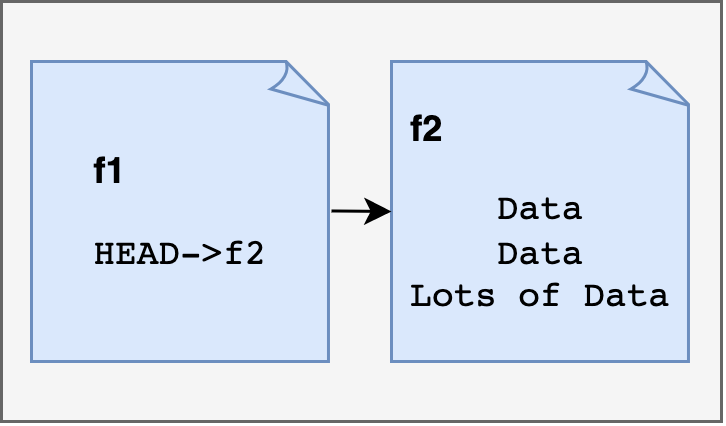 f1
HEAD->f2
f2
Data
Data
Lots of Data